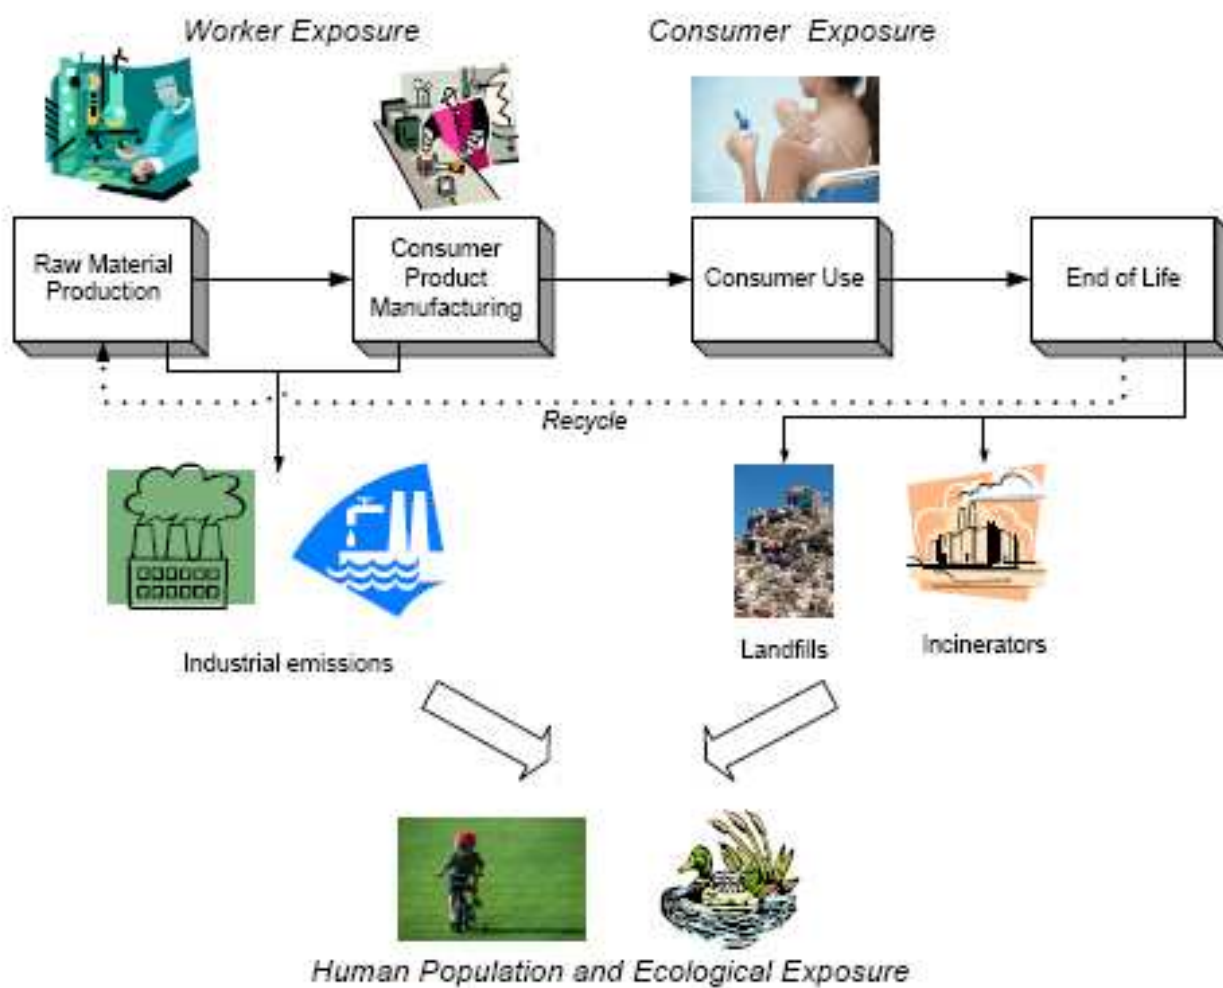 Worker Exposure
Consumer Exposure
Raw Material
Production
Consumer
Product
Manufacturing
Consumer Use
End of Life
Recycle
Industrial emissions
Landfills
Incinerators
Human Population and Ecological Exposure